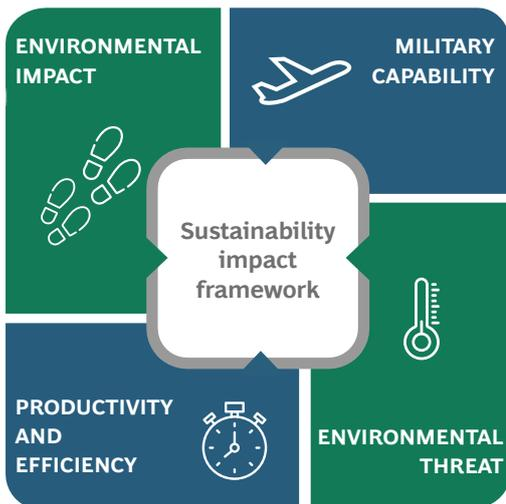 ENVIRONMENTAL
IMPACT
MILITARY
CAPABILITY
Sustainability
impact
framework
PRODUCTIVITY
AND
EFFICIENCY
ENVIRONMENTAL
THREAT